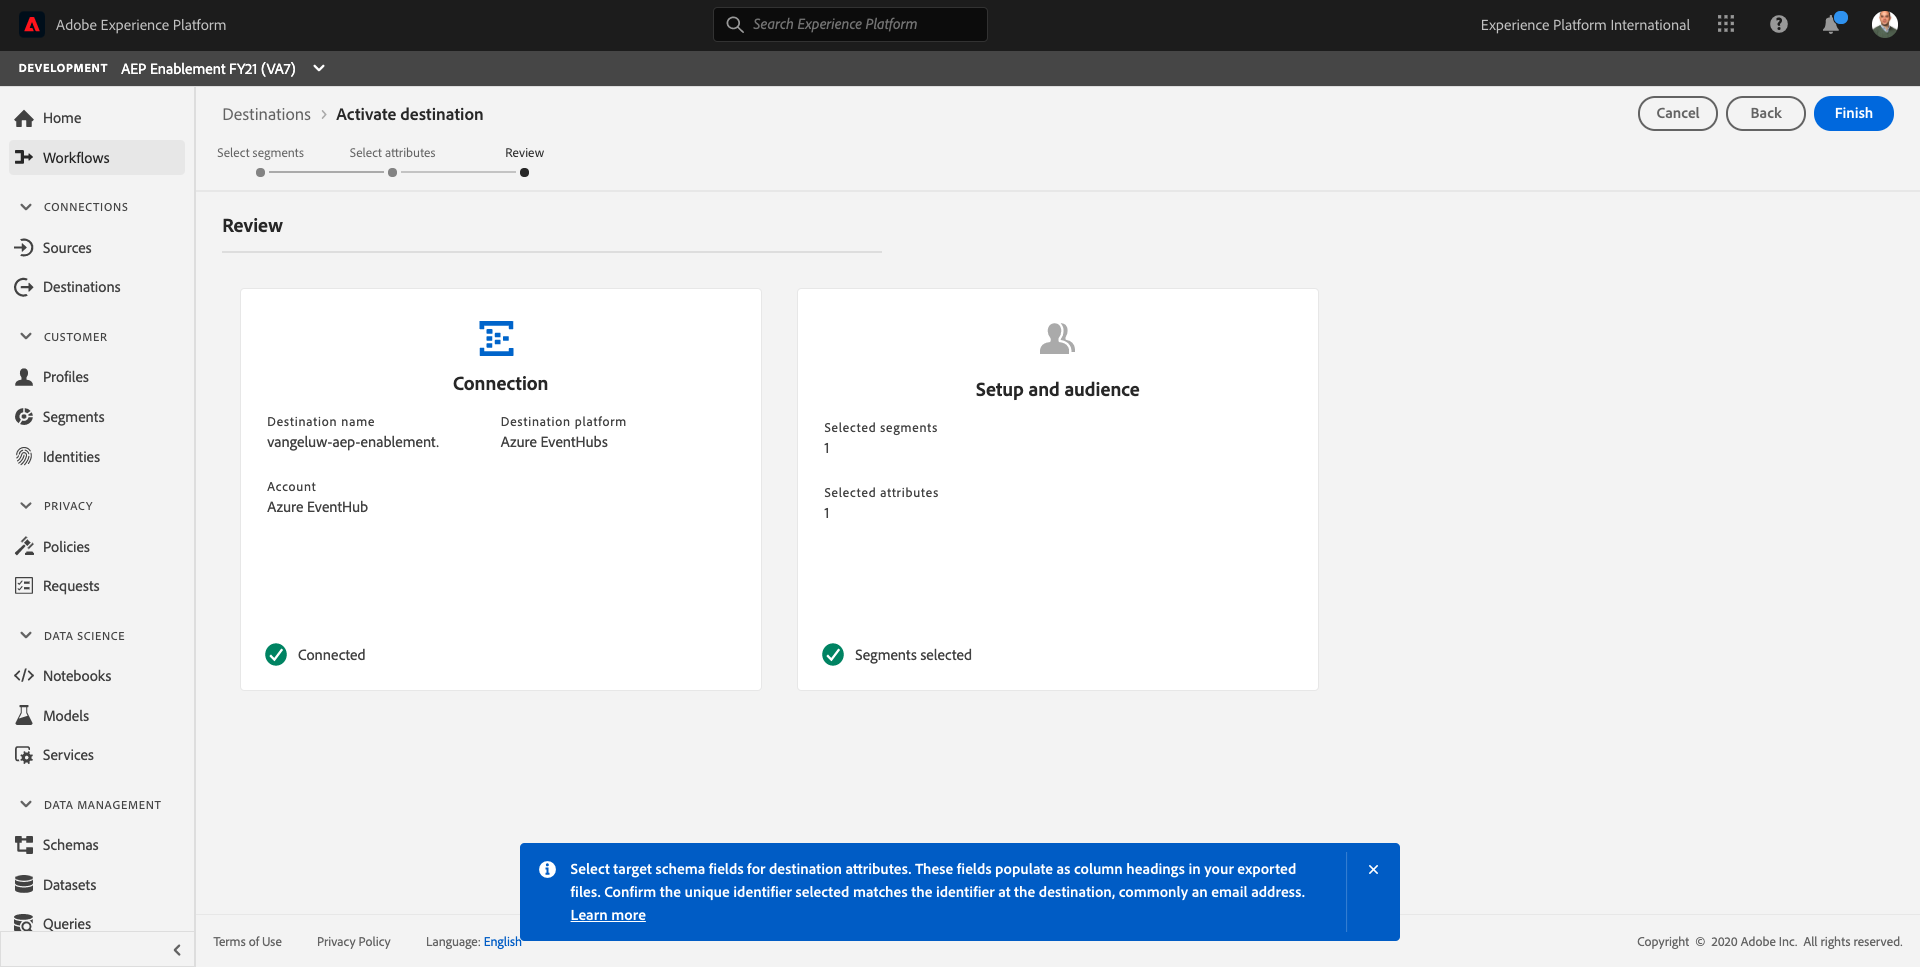 Adobe Experience Platform
Search Experience Platform
Experience Platform International
DEVELOPMENT AEP Enablement FY21 (VA7)
Home
Workflows
CONNECTIONS
Sources
Destinations
CUSTOMER
Profiles
Segments
Identities
PRIVACY
Policies
Requests
DATA SCIENCE
Notebooks
Models
Services
DATA MANAGEMENT
Schemas
Datasets
Queries
Destinations > Activate destination
Cancel
Back
Finish
Select segments
Select attributes
Review
Review
Connection
Destination name
vangeluw-aep-enablement.
Destination platform
Azure EventHubs
Account
Azure EventHub
Connected
Setup and audience
Selected segments
1
Selected attributes
1
Segments selected
Select target schema fields for destination attributes. These fields populate as column headings in your exported
files. Confirm the unique identifier selected matches the identifier at the destination, commonly an email address.
Learn more
Terms of Use
Privacy Policy
Language: English
Copyright © 2020 Adobe Inc. All rights reserved.